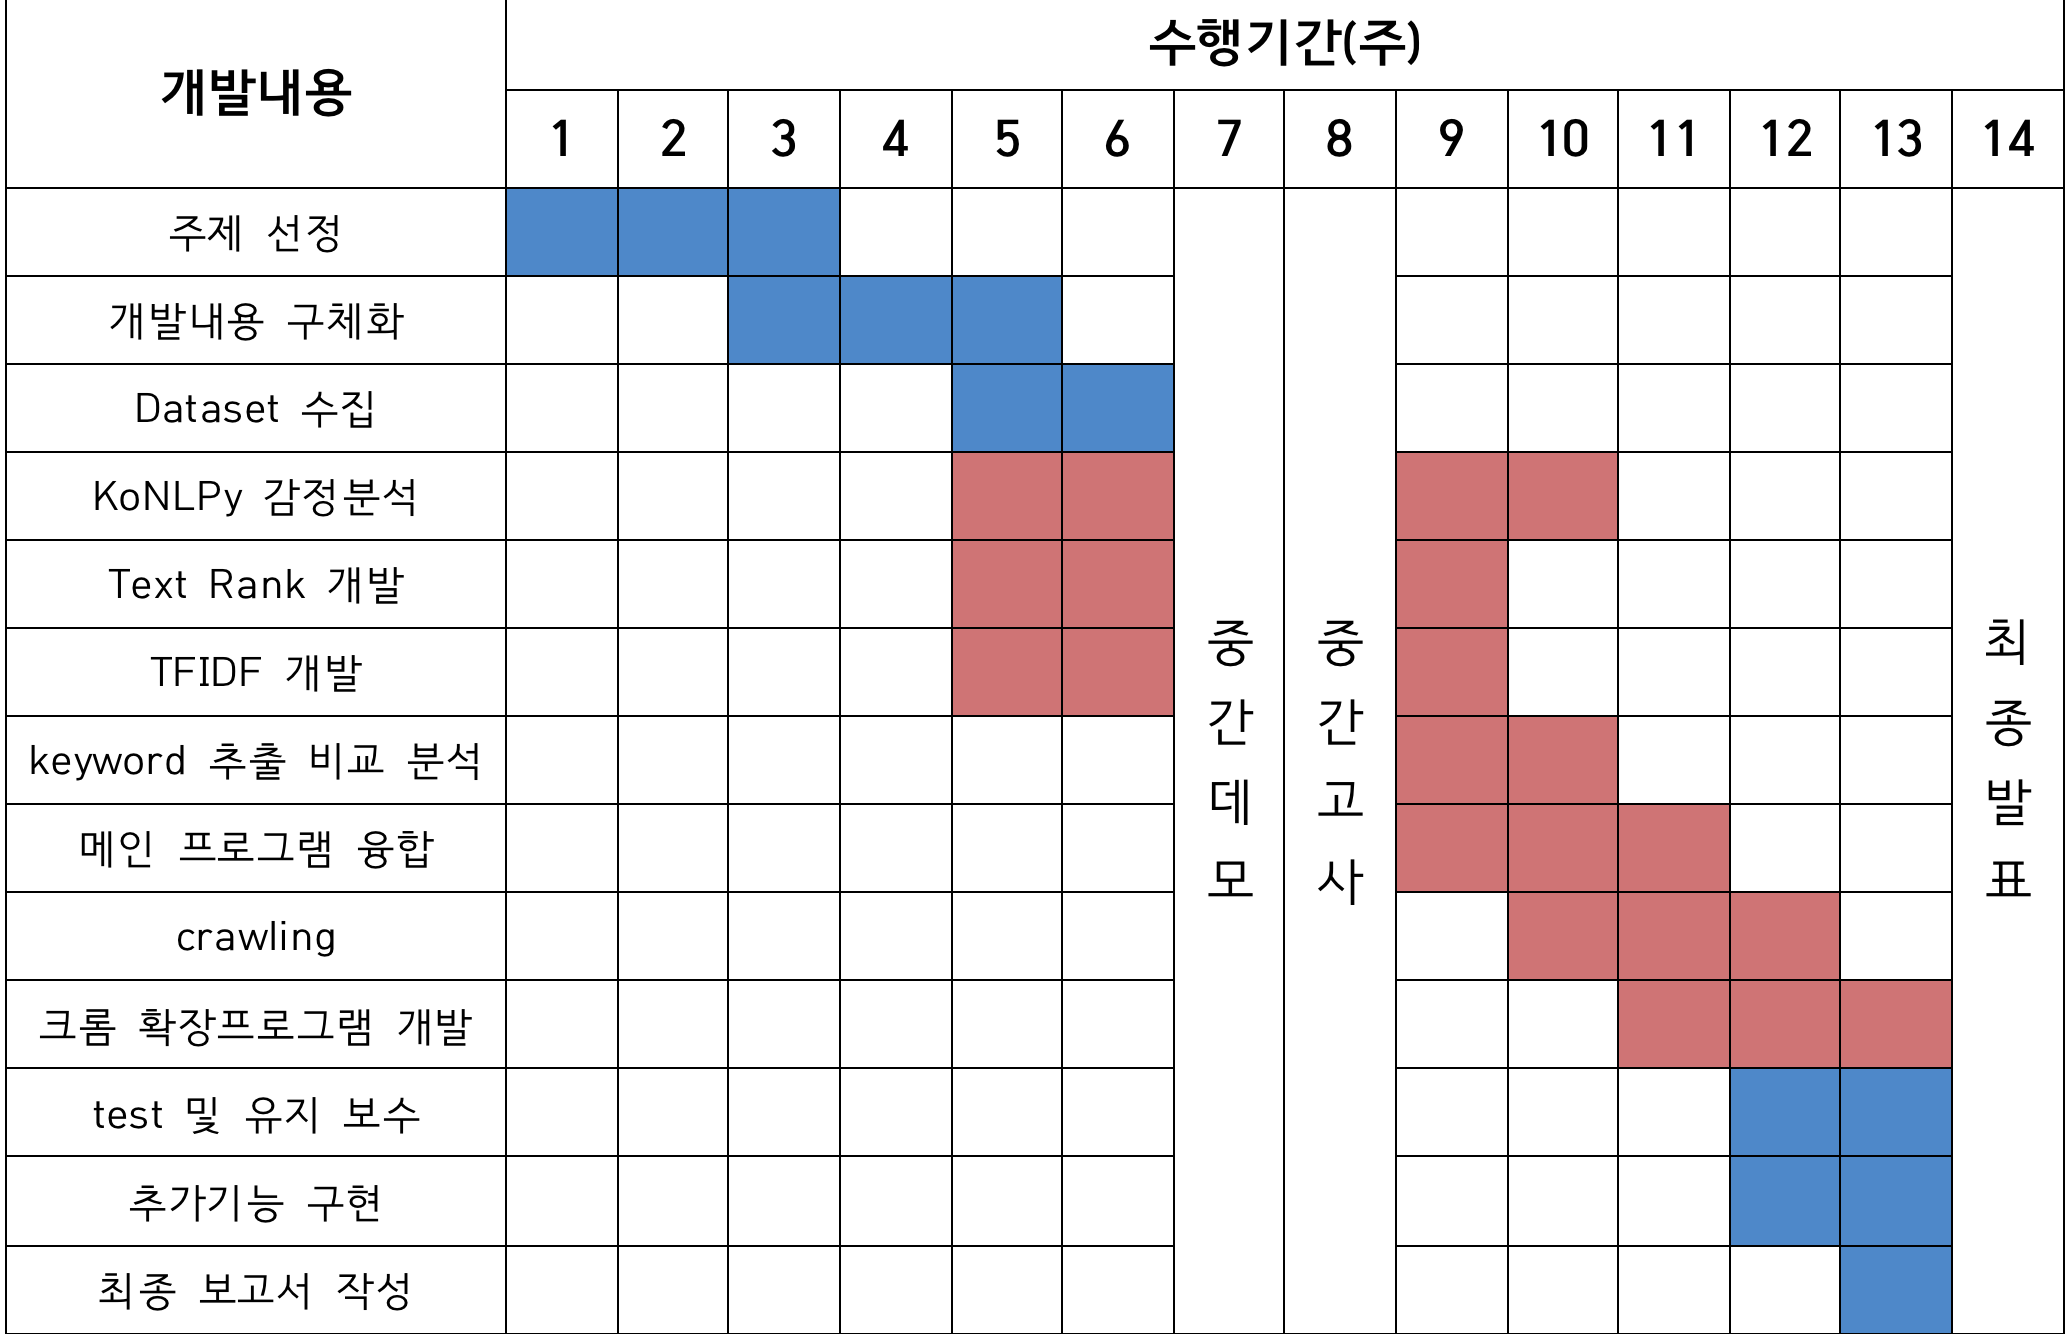 개발내용
수행기간(주)
1 2 3 4 5 6 7 8 9 10 11 12 13 14
주제 선정
개발내용 구체화
Dataset 수집
KoNLPy 감정분석
Text Rank 개발
TFIDF 개발
keyword 추출 비교 분석
메인 프로그램 융합
crawling
크롬 확장프로그램 개발
test 및 유지 보수
추가기능 구현
최종 보고서 작성
중간데모
중간고사
최종발표